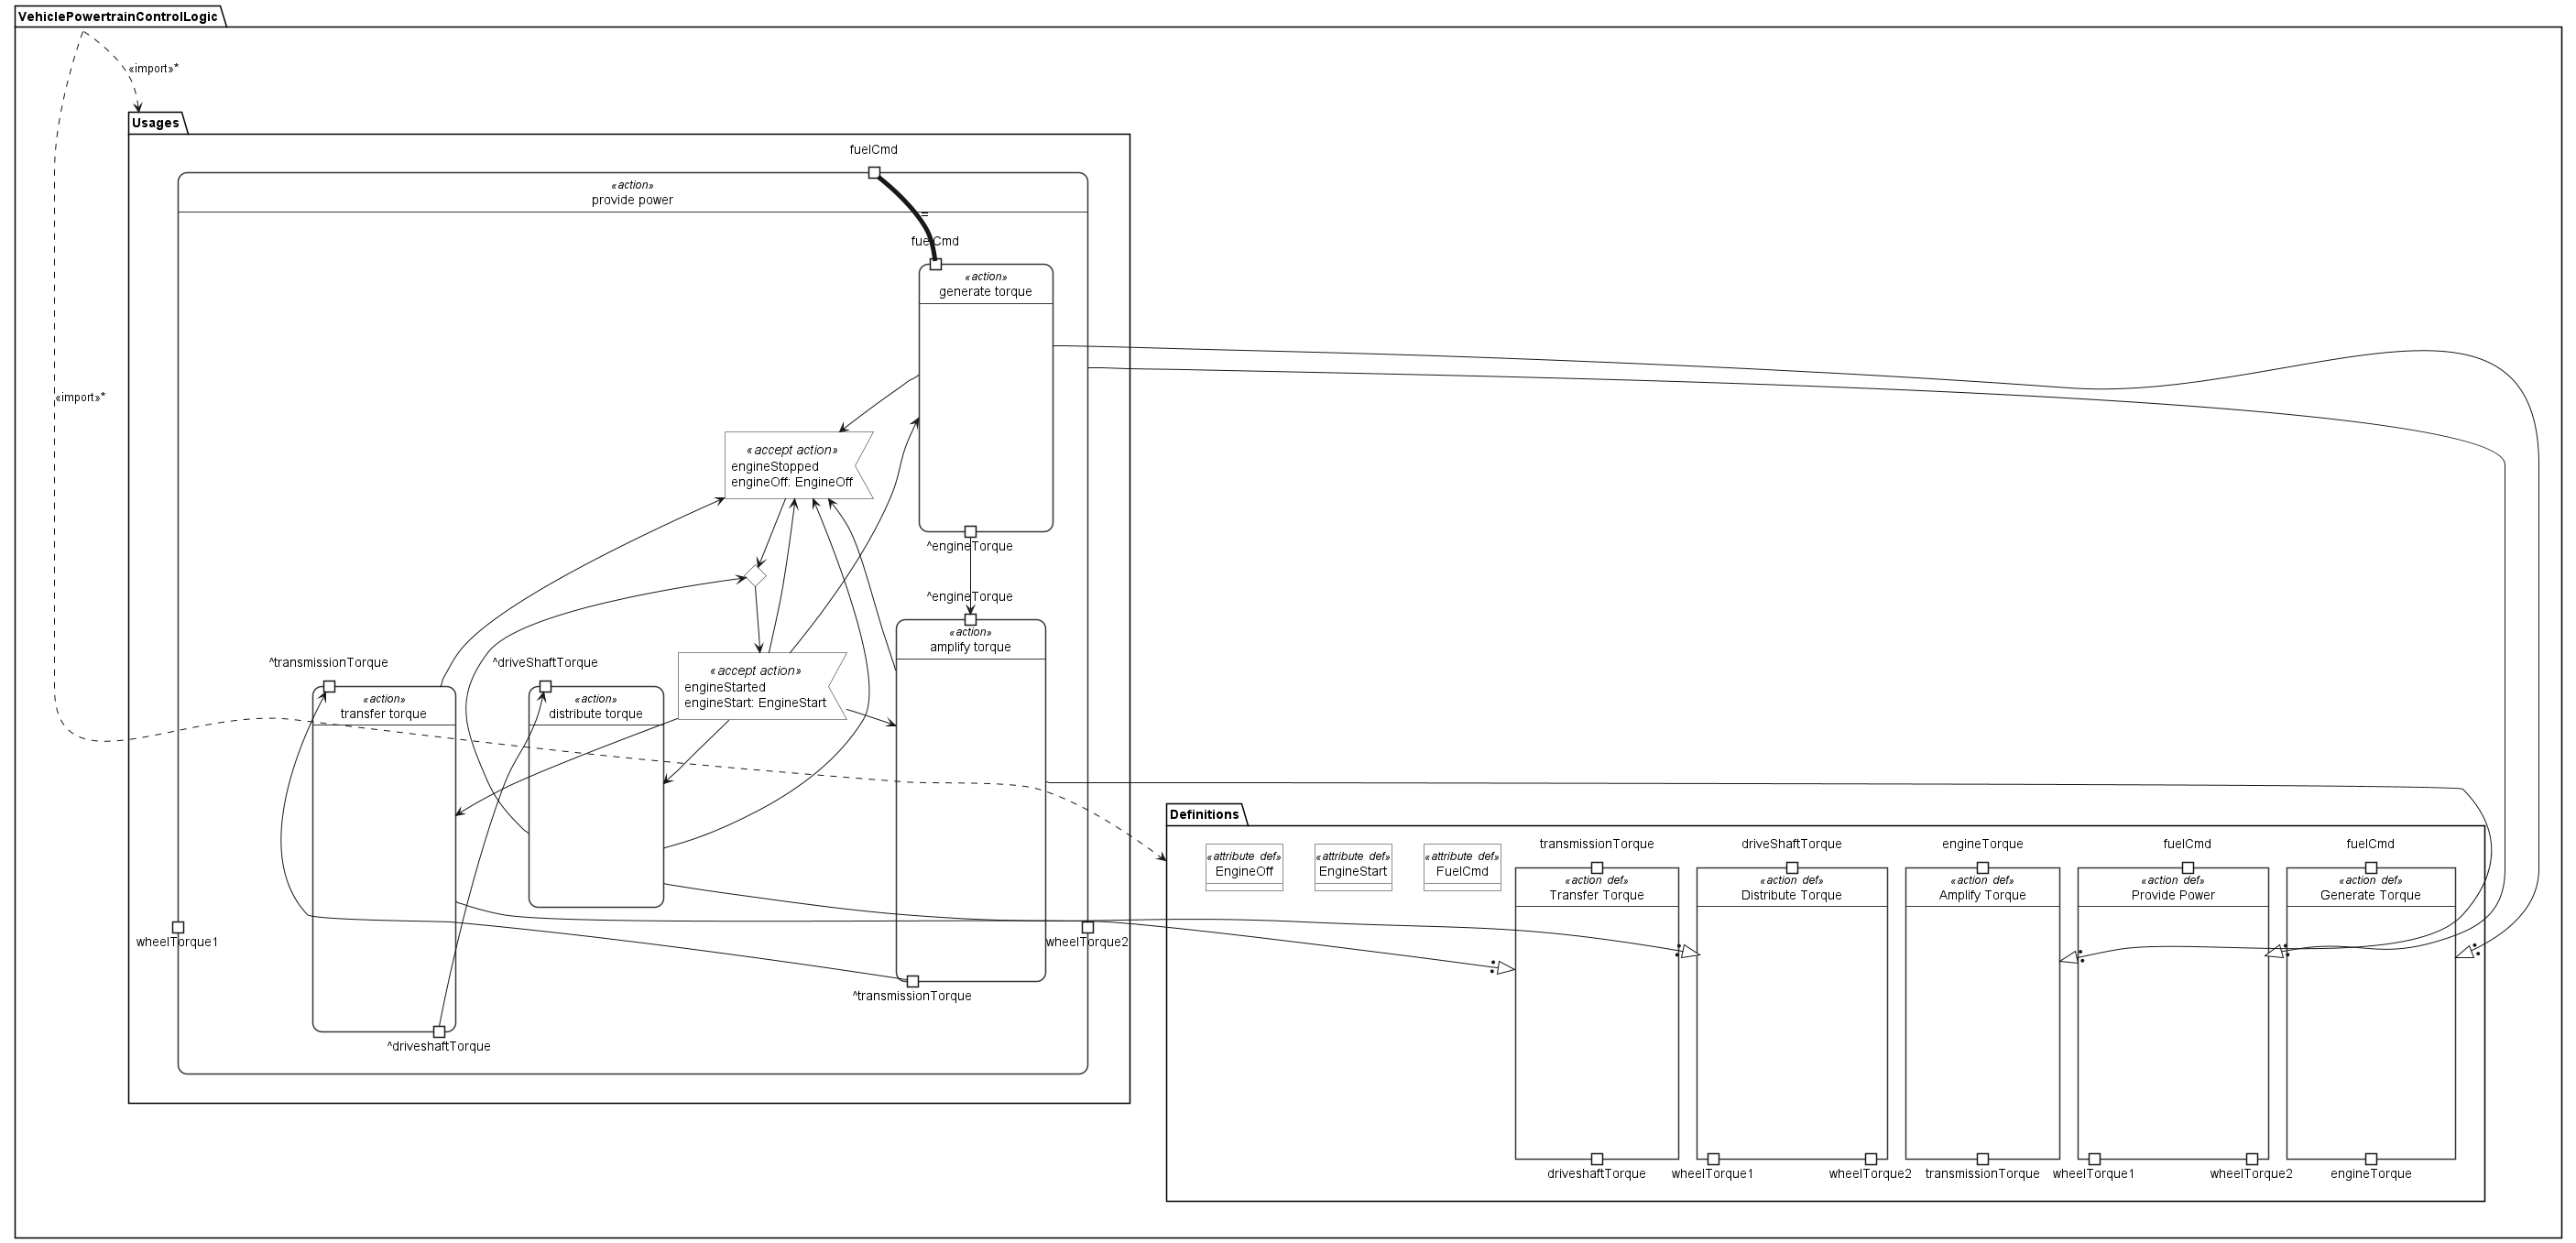 VehiclePowertrainControlLogic
«import»*
Usages
fuelCmd
«action»
provide power
=
fuelCmd
«action»
generate torque
«import»*
«accept action»
engineStopped
engineOff: EngineOff
^engineTorque
^engineTorque
«action»
amplify torque
^transmissionTorque
^driveShaftTorque
«accept action»
engineStarted
engineStart: EngineStart
«action»
transfer torque
«action»
distribute torque
wheelTorque1
wheelTorque2
^transmissionTorque
^driveshaftTorque
Definitions
«attribute def»
EngineOff
«attribute def»
EngineStart
«attribute def»
FuelCmd
transmissionTorque
«action def»
Transfer Torque
driveshaftTorque
driveShaftTorque
«action def»
Distribute Torque
wheelTorque1
wheelTorque2
engineTorque
«action def»
Amplify Torque
transmissionTorque
fuelCmd
«action def»
Provide Power
wheelTorque1
wheelTorque2
fuelCmd
«action def»
Generate Torque
engineTorque